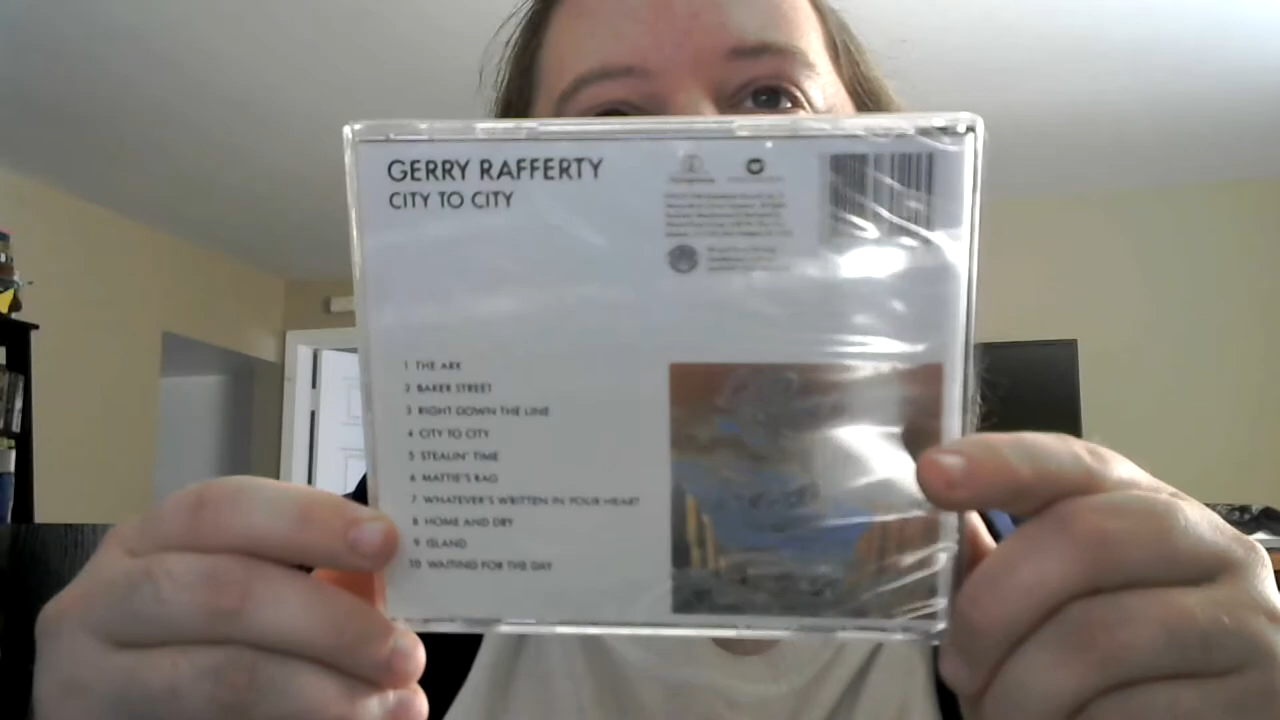 GERRY RAFFERTY
CITY TO CITY
1 THE ARK
2 BAKER STREET
3 RIGHT DOWN THE LINE
4 CITY TO CITY
5 STEALIN' TIME
6 MATTIE'S RAG
7 WHATEVER'S WRITTEN IN YOUR HEART
8 HOME AND DRY
9 ISLAND
10 WAITING FOR THE DAY